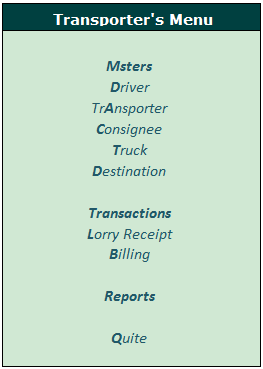 Transporter's Menu
Msters
Driver
TrAnsporter
Consignee
Truck
Destination
Transactions
Lorry Receipt
Billing
Reports
Quite